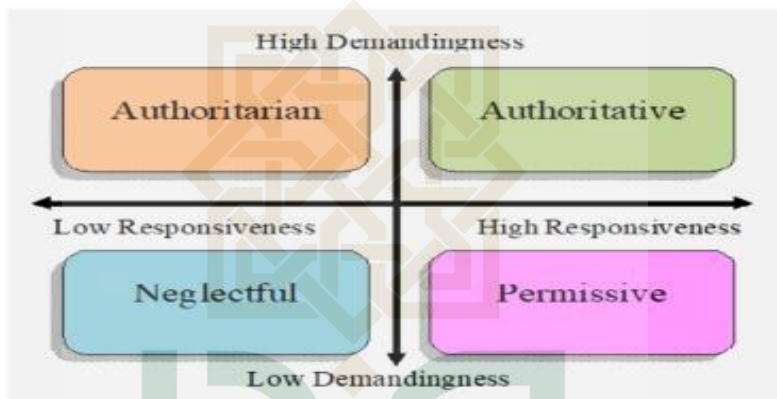 High Demandingness
Authoritarian
Authoritative
Low Responsiveness
High Responsiveness
Neglectful
Permissive
Low Demandingness